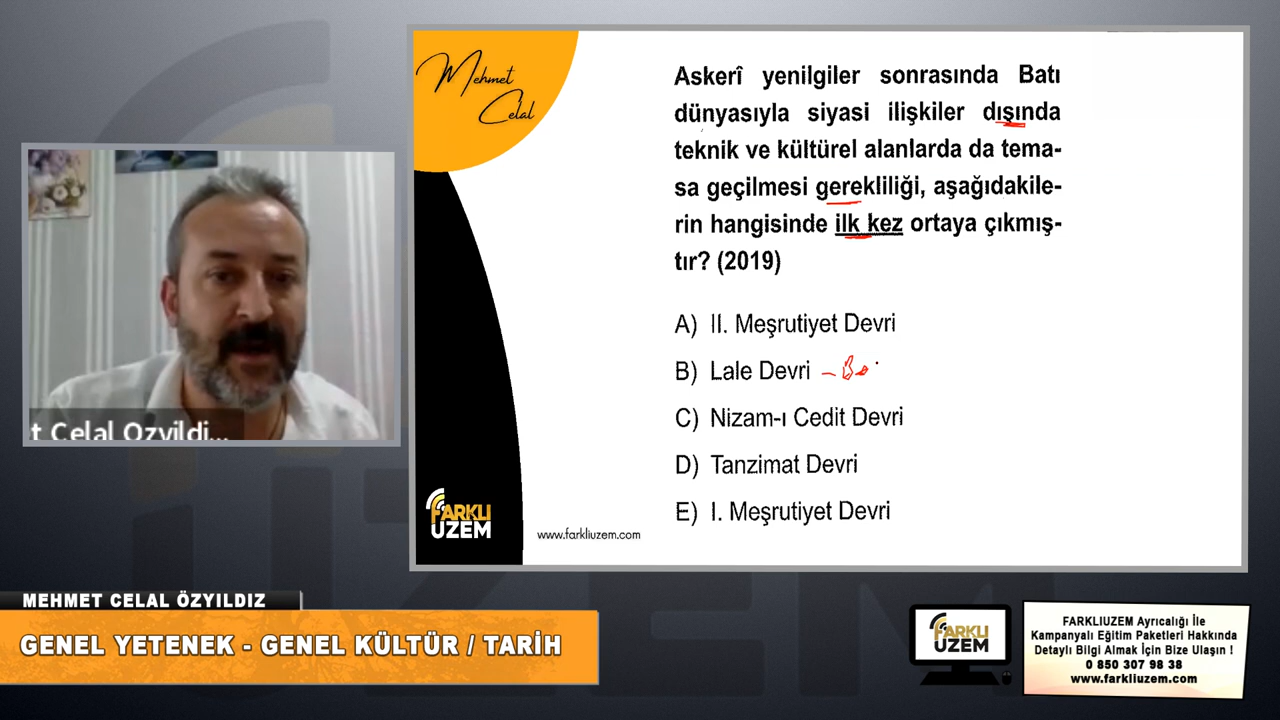 Mehmet
Celal
Askerî yenilgiler sonrasında Batı
dünyasıyla siyasi ilişkiler dışında
teknik ve kültürel alanlarda da tema-
sa geçilmesi gerekliliği, aşağıdakile-
rin hangisinde ilk kez ortaya çıkmış-
tır? (2019)
A) II. Meşrutiyet Devri
B) Lale Devri
C) Nizam-ı Cedit Devri
D) Tanzimat Devri
E) I. Meşrutiyet Devri
FARKLI
UZEM
www.farkliuzem.com
t Celal Ozyildi...
MEHMET CELAL ÖZYILDIZ
GENEL YETENEK - GENEL KÜLTÜR / TARİH
FARKLI
UZEM
FARKLIUZEM Ayrıcalığı İle
Kampanyalı Eğitim Paketleri Hakkında
Detaylı Bilgi Almak İçin Bize Ulaşın !
0 850 307 98 38
www.farkliuzem.com